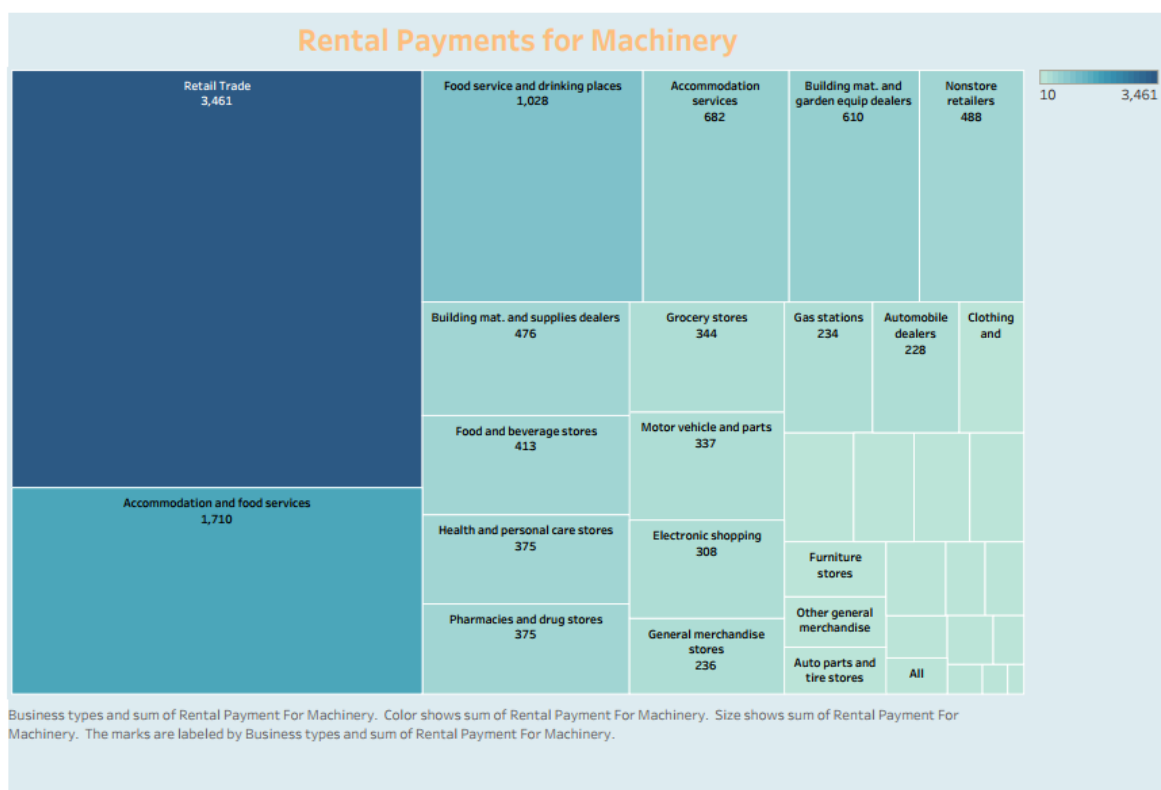 Rental Payments for Machinery
Retail Trade
3,461
Food service and drinking places
1,028
Accommodation
services
682
Building mat. and
garden equip dealers
610
Nonstore
retailers
488
10
3,461
Building mat. and supplies dealers
476
Grocery stores
344
Gas stations
234
Automobile
dealers
228
Clothing
and
Food and beverage stores
413
Motor vehicle and parts
337
Accommodation and food services
1,710
Health and personal care stores
375
Electronic shopping
308
Furniture
stores
Pharmacies and drug stores
375
General merchandise
stores
236
Other general
merchandise
Auto parts and
tire stores
All
Business types and sum of Rental Payment For Machinery.  Color shows sum of Rental Payment For Machinery.  Size shows sum of Rental Payment For
Machinery.  The marks are labeled by Business types and sum of Rental Payment For Machinery.